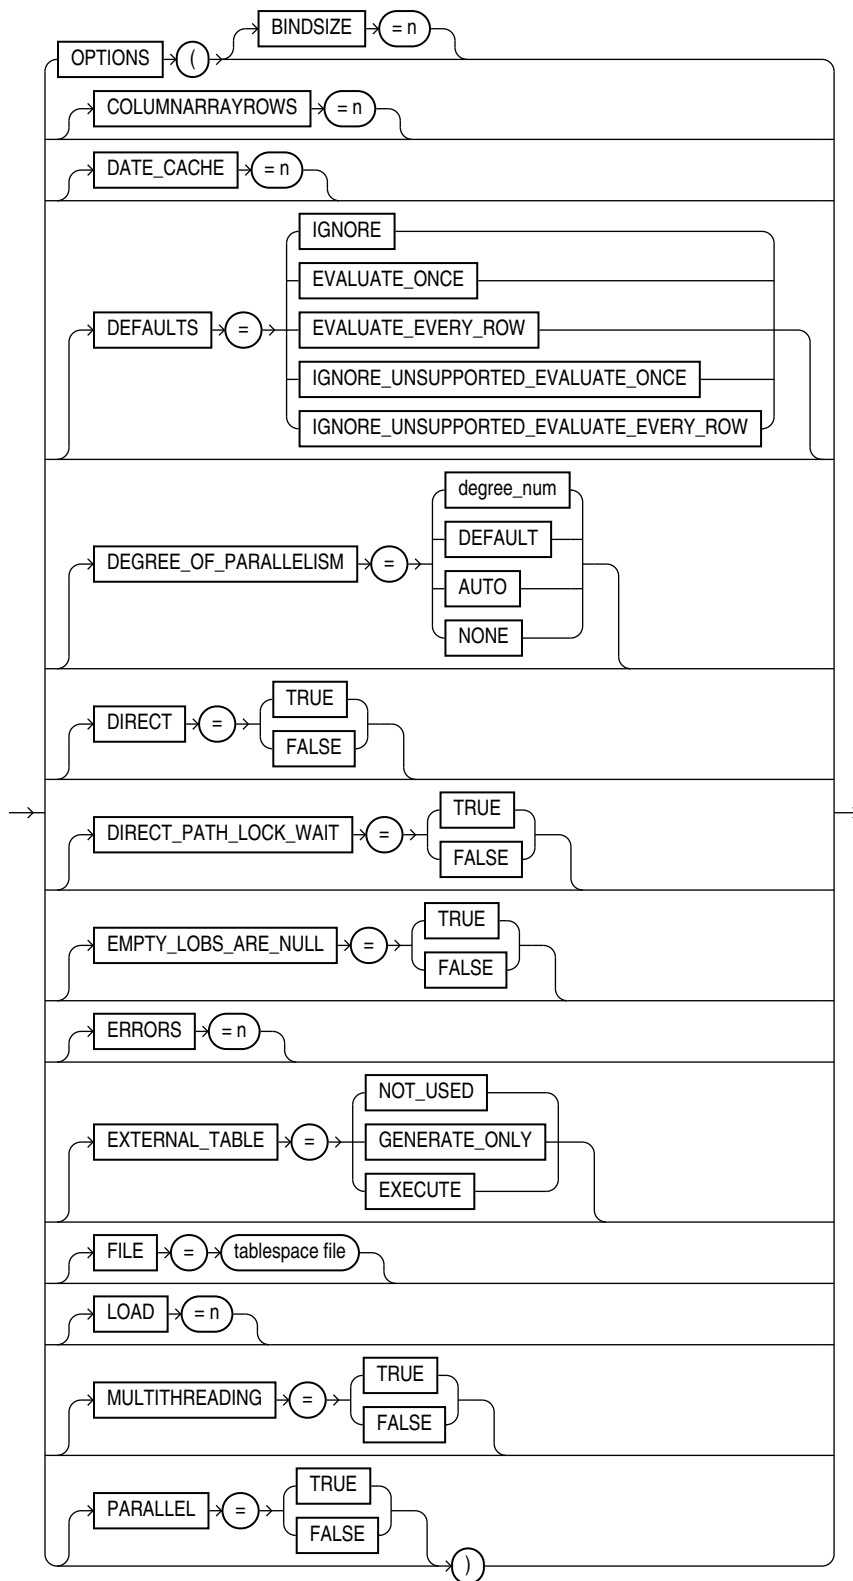 OPTIONS ( BINDSIZE = n
COLUMNARRAYROWS = n
DATE_CACHE = n
IGNORE
EVALUATE_ONCE
DEFAULTS = EVALUATE_EVERY_ROW
IGNORE_UNSUPPORTED_EVALUATE_ONCE
IGNORE_UNSUPPORTED_EVALUATE_EVERY_ROW
degree_num
DEFAULT
DEGREE_OF_PARALLELISM =
AUTO
NONE
TRUE
DIRECT =
FALSE
TRUE
DIRECT_PATH_LOCK_WAIT =
FALSE
TRUE
EMPTY_LOBS_ARE_NULL =
FALSE
ERRORS = n
NOT_USED
EXTERNAL_TABLE = GENERATE_ONLY
EXECUTE
FILE = tablespace file
LOAD = n
TRUE
MULTITHREADING =
FALSE
TRUE
PARALLEL =
FALSE
)